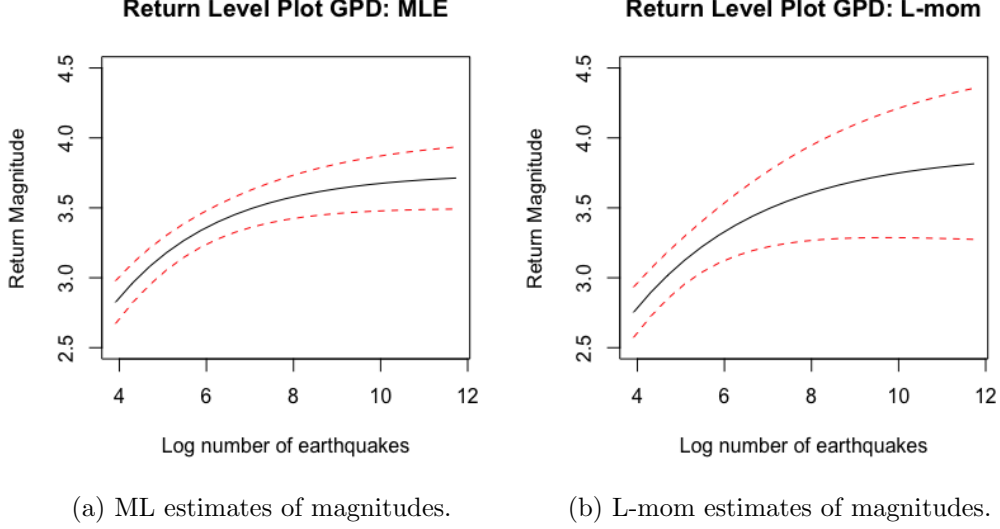 Return Level Plot GPD: MLE
4.5
4.0
3.5
3.0
2.5
Return Magnitude
4 6 8 10 12
Log number of earthquakes
(a) ML estimates of magnitudes.
Return Level Plot GPD: L-mom
4.5
4.0
3.5
3.0
2.5
Return Magnitude
4 6 8 10 12
Log number of earthquakes
(b) L-mom estimates of magnitudes.